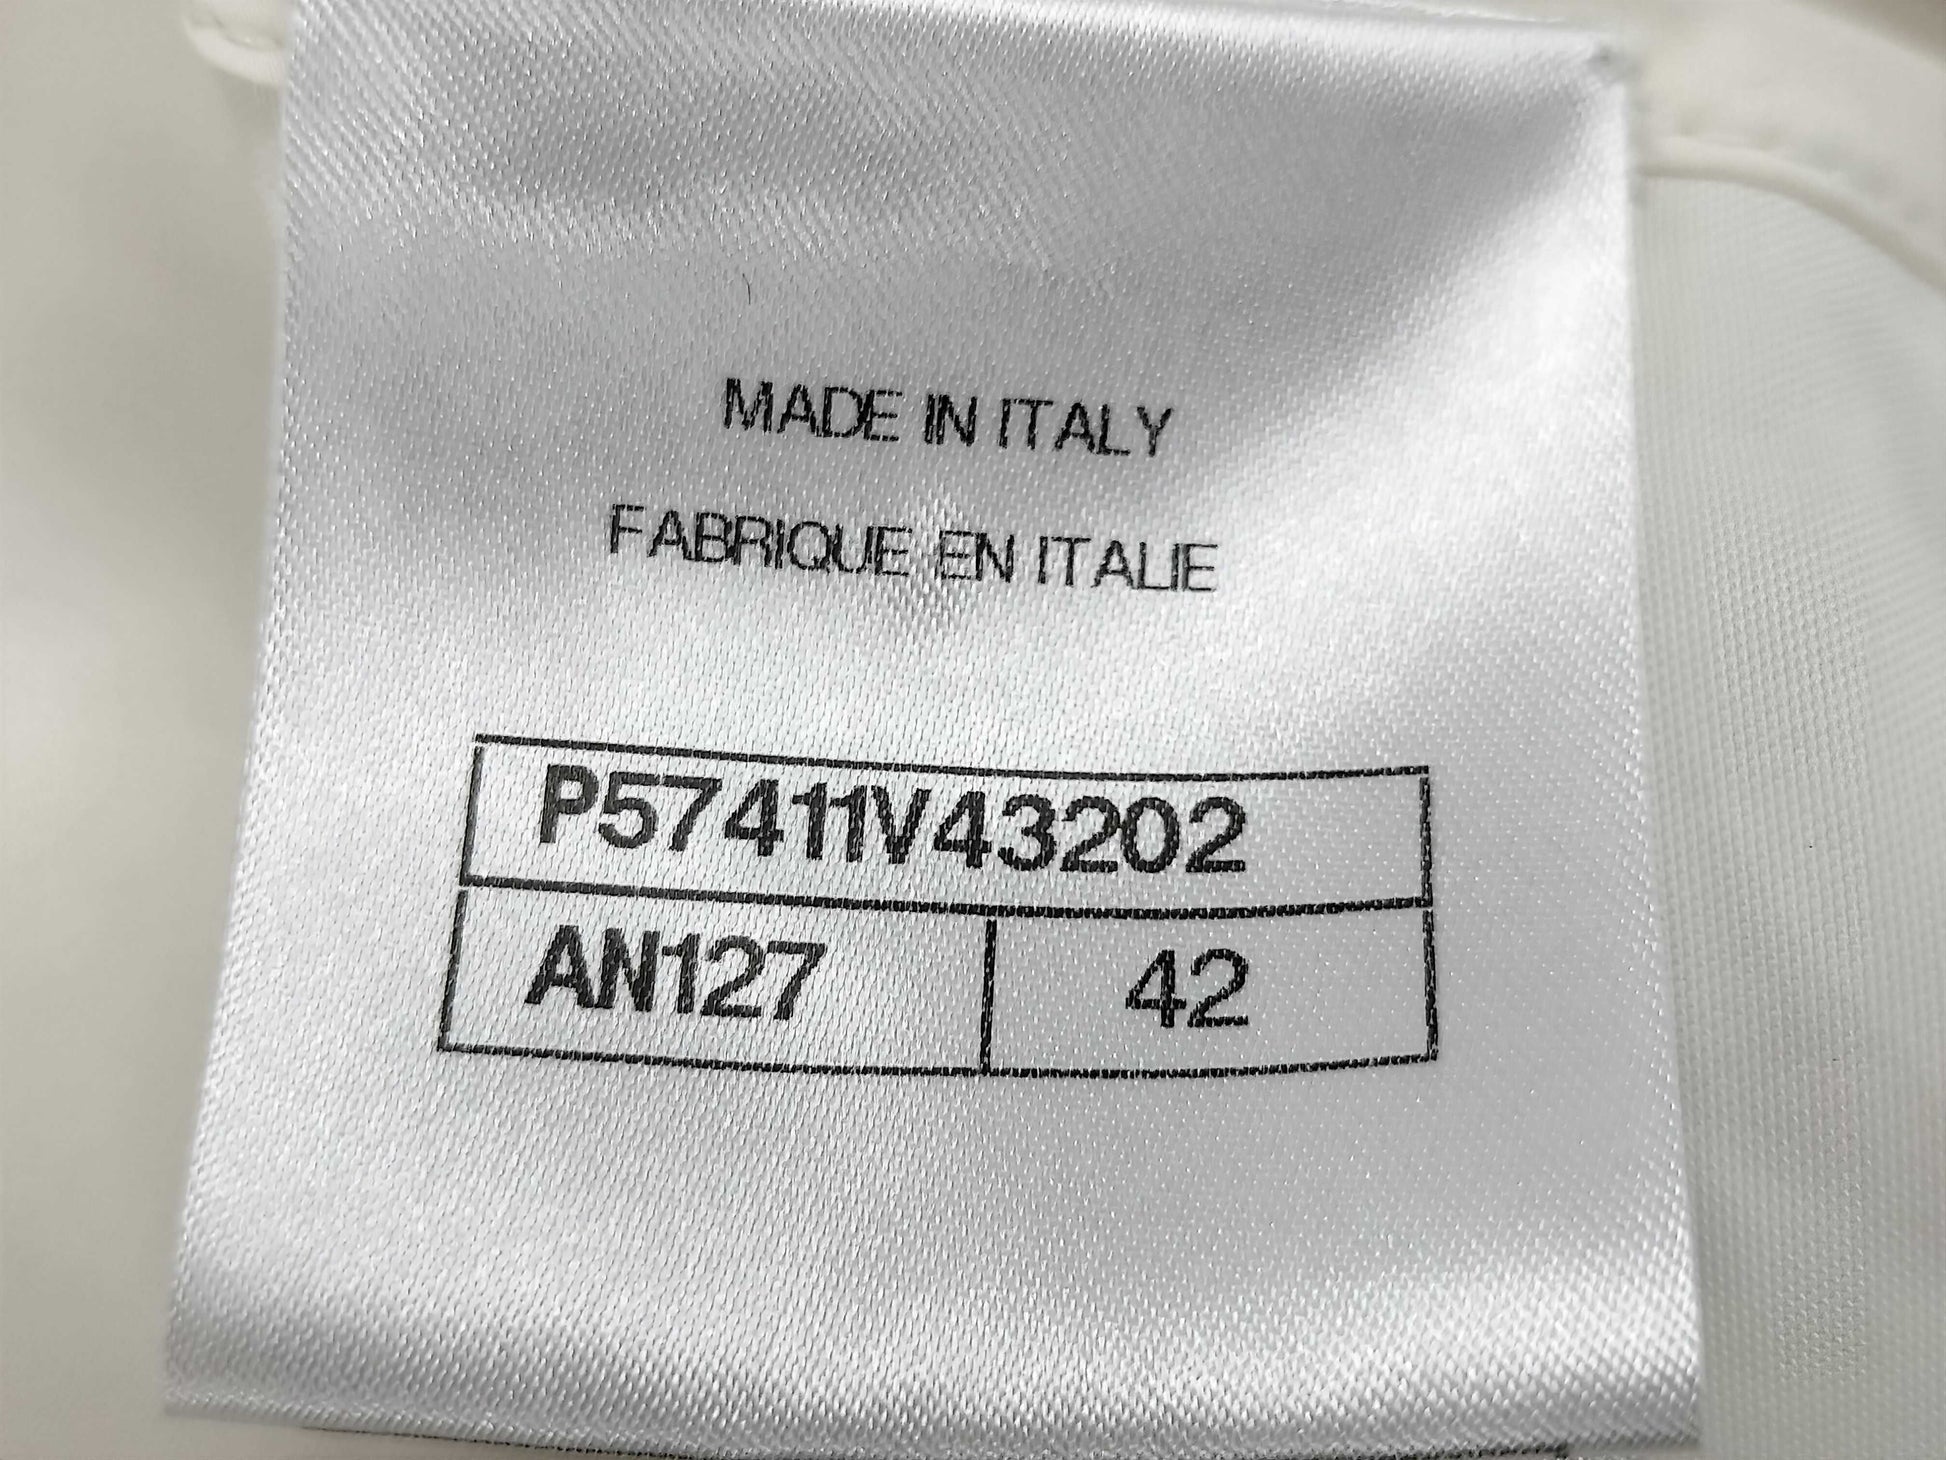 MADE IN ITALY
FABRIQUE EN ITALIE
P57411V43202
AN127 42